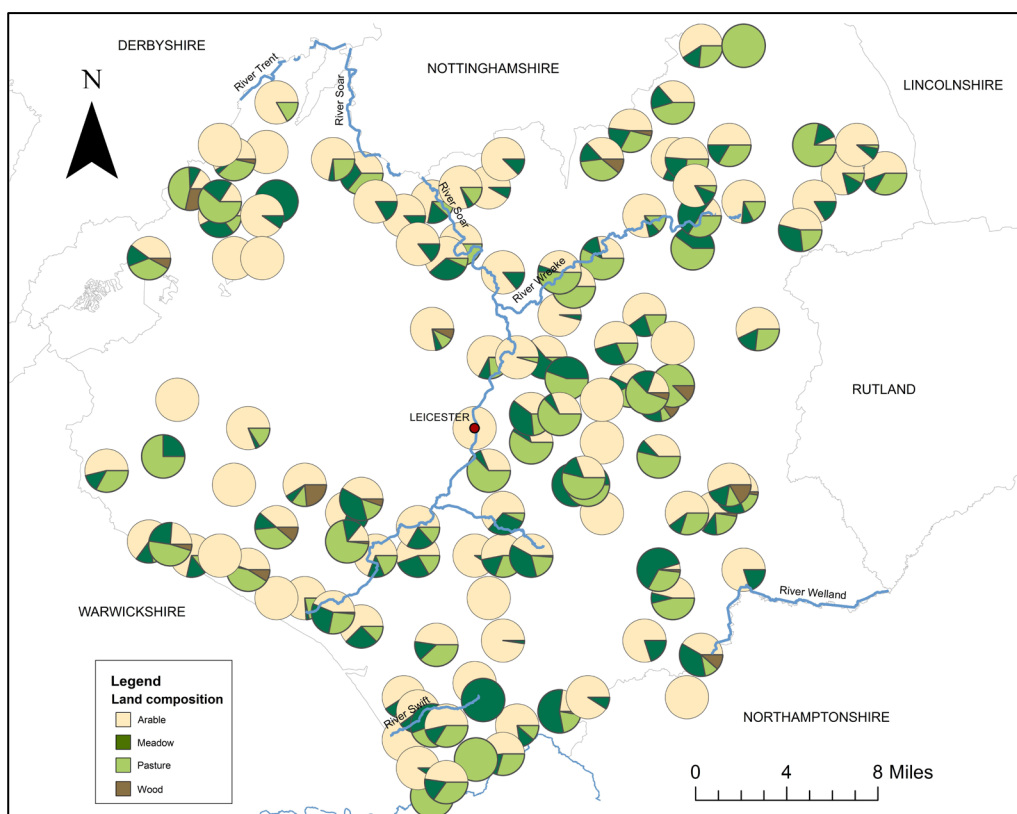 DERBYSHIRE
NOTTINGHAMSHIRE
LINCOLNSHIRE
River Trent
River Soar
N
River Soar
River Wreake
RUTLAND
LEICESTER
WARWICKSHIRE
River Welland
River Swift
NORTHAMPTONSHIRE
Legend
Land composition
Arable
Meadow
Pasture
Wood
0 4 8 Miles